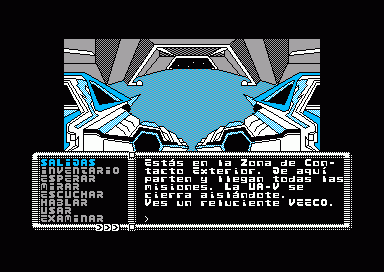 SALIDAS
INVENTARIO
ESPERAR
MIRAR
ESCUCHAR
HABLAR
USAR
EXAMINAR
>>>
Estás en la Zona de Con-
tacto Exterior. De aquí
parten y llegan todas las
misiones. La UA-V se
cierra aislándote.
Ves un reluciente VEECO.
>